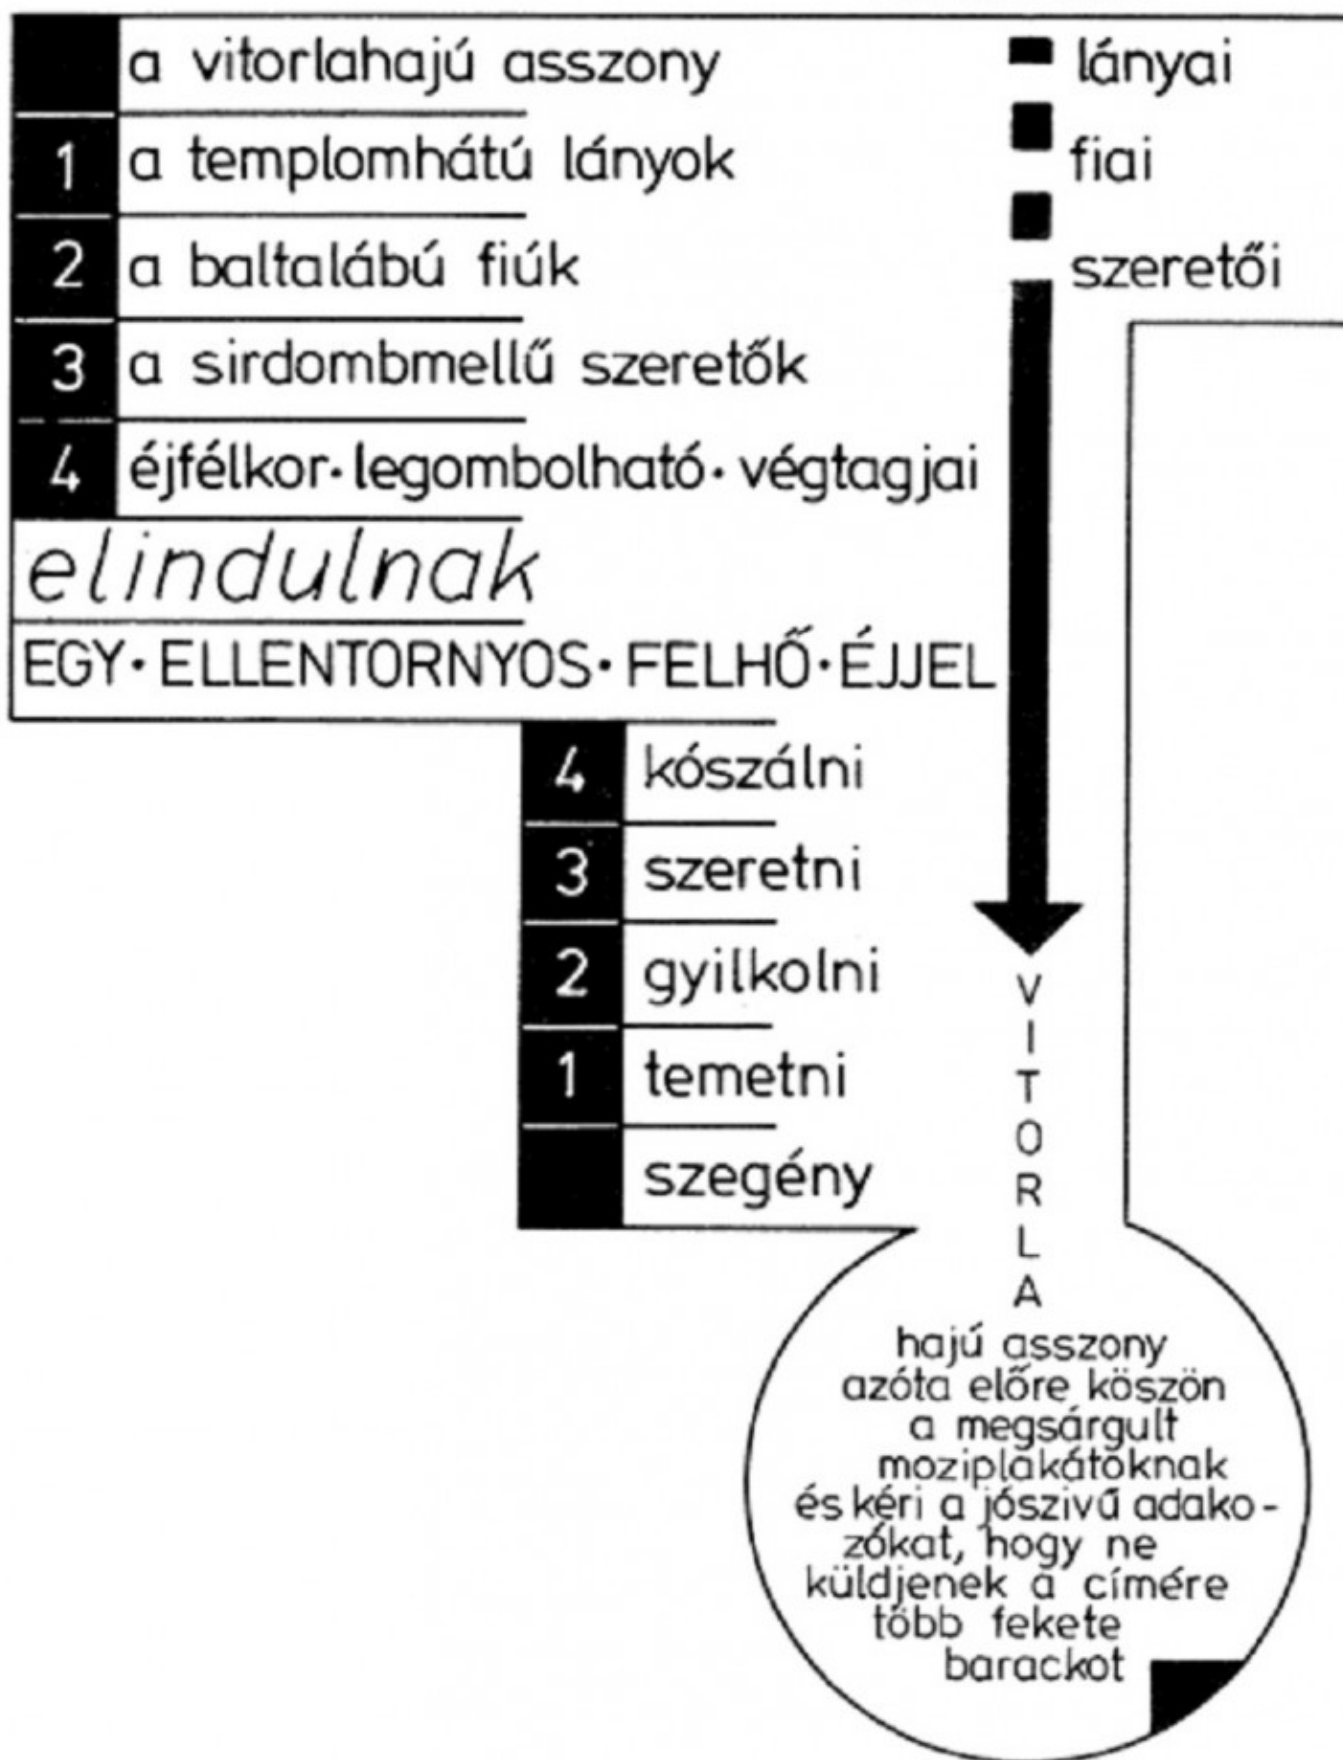 a vitorlahajú asszony lányai
1 a templomhátú lányok fiai
2 a baltalábú fiúk szeretői
3 a sirdombmellű szeretők
4 éjfélkor·legombolható·végtagjai
elindulnak
EGY·ELLENTORNYOS·FELHŐ·ÉJJEL
4 kószálni
3 szeretni
2 gyilkolni
1 temetni
szegény
VITORLA
hajú asszony
azóta előre köszön
a megsárgult
moziplakátoknak
és kéri a jószivű adako-
zókat, hogy ne
küldjenek a címére
több fekete
barackot